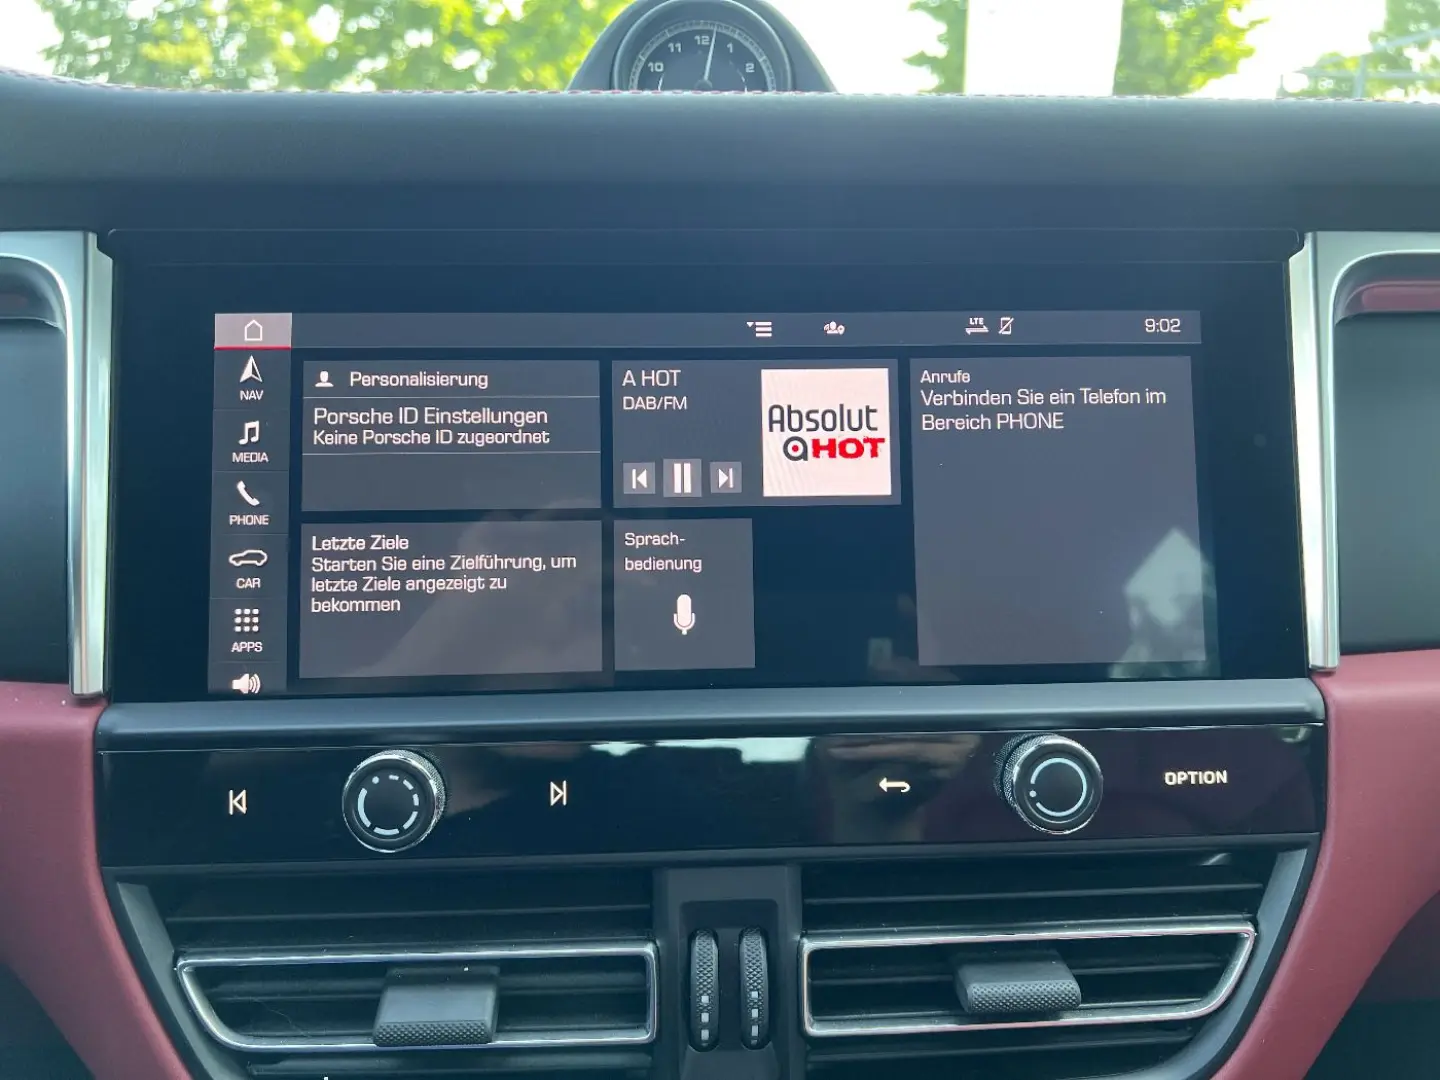 10
11
12
1
2
LTE
9:02
NAV
MEDIA
PHONE
CAR
APPS
Personalisierung
Porsche ID Einstellungen
Keine Porsche ID zugeordnet
A HOT
DAB/FM
Absolut
a HOT
Anrufe
Verbinden Sie ein Telefon im
Bereich PHONE
Letzte Ziele
Starten Sie eine Zielführung, um
letzte Ziele angezeigt zu
bekommen
Sprach-
bedienung
OPTION